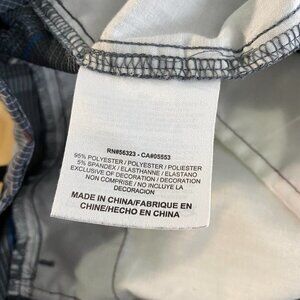 RN#56323 - CA#05553
95% POLYESTER / POLYESTER / POLIESTER
5% SPANDEX / ELASTHANNE / ELASTANO
EXCLUSIVE OF DECORATION / DECORATION
NON COMPRISE / NO INCLUYE LA
DECORACION
MADE IN CHINA/FABRIQUE EN
CHINE/HECHO EN CHINA